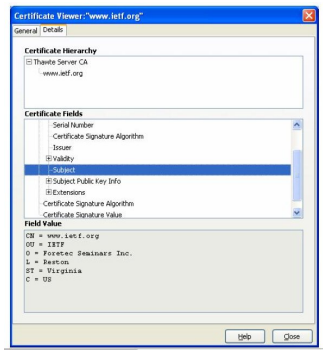 Certificate Viewer:"www.ietf.org"
General Details
Certificate Hierarchy
Thawte Server CA
www.ietf.org
Certificate Fields
Serial Number
Certificate Signature Algorithm
Issuer
Validity
Subject
Subject Public Key Info
Extensions
Certificate Signature Algorithm
Certificate Signature Value
Field Value
CN = www.ietf.org
OU = IETF
O = Foretec Seminars Inc.
L = Reston
ST = Virginia
C = US
Help Close